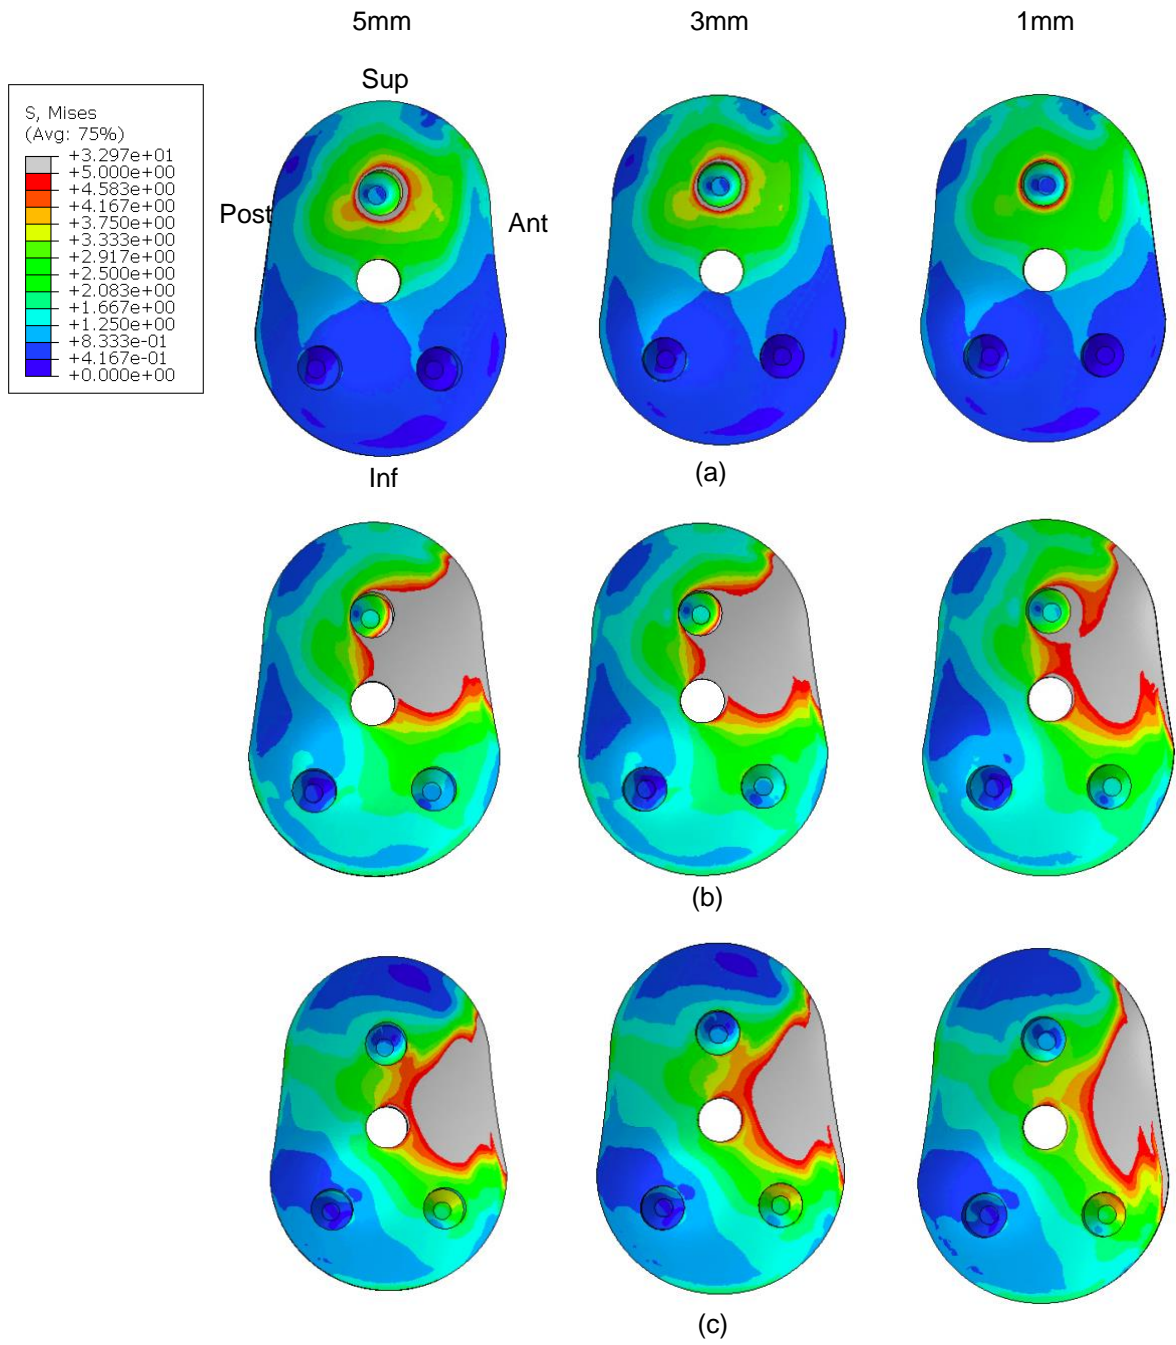 5mm 3mm 1mm
Sup
S, Mises
(Avg: 75%)
+3.297e+01
+5.000e+00
+4.583e+00
+4.167e+00
+3.750e+00
+3.333e+00
+2.917e+00
+2.500e+00
+2.083e+00
+1.667e+00
+1.250e+00
+8.333e-01
+4.167e-01
+0.000e+00
Post Ant
Inf (a)
(b)
(c)